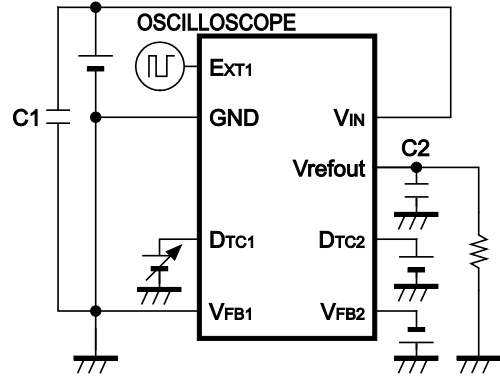 OSCILLOSCOPE
EXT1
C1
GND
VIN
C2
Vrefout
DTC1
DTC2
VFB1
VFB2